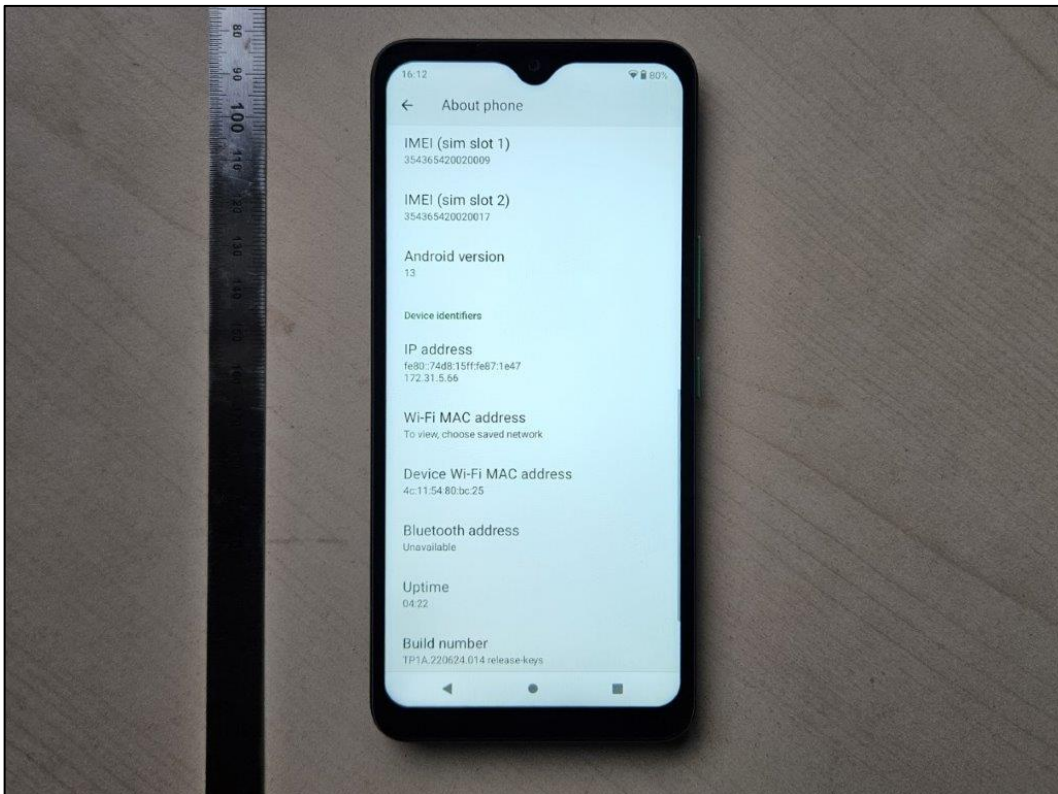 80
90
100
110
120
130
140
16:12
80%
About phone
IMEI (sim slot 1)
354365420020009
IMEI (sim slot 2)
354365420020017
Android version
13
Device identifiers
IP address
fe80::74d8:15ff:fe87:1e47
172.31.5.66
Wi-Fi MAC address
To view, choose saved network
Device Wi-Fi MAC address
4c:11:54:80:bc:25
Bluetooth address
Unavailable
Uptime
04:22
Build number
TP1A.220624.014 release-keys